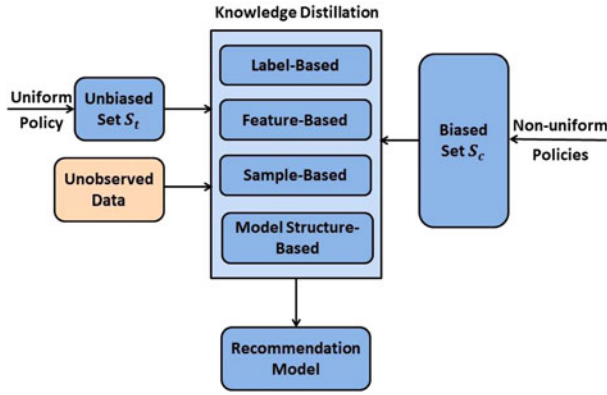 Knowledge Distillation
Label-Based
Uniform
Policy
Unbiased
Set S_t
Feature-Based
Biased
Set S_c
Non-uniform
Policies
Unobserved
Data
Sample-Based
Model Structure-
Based
Recommendation
Model